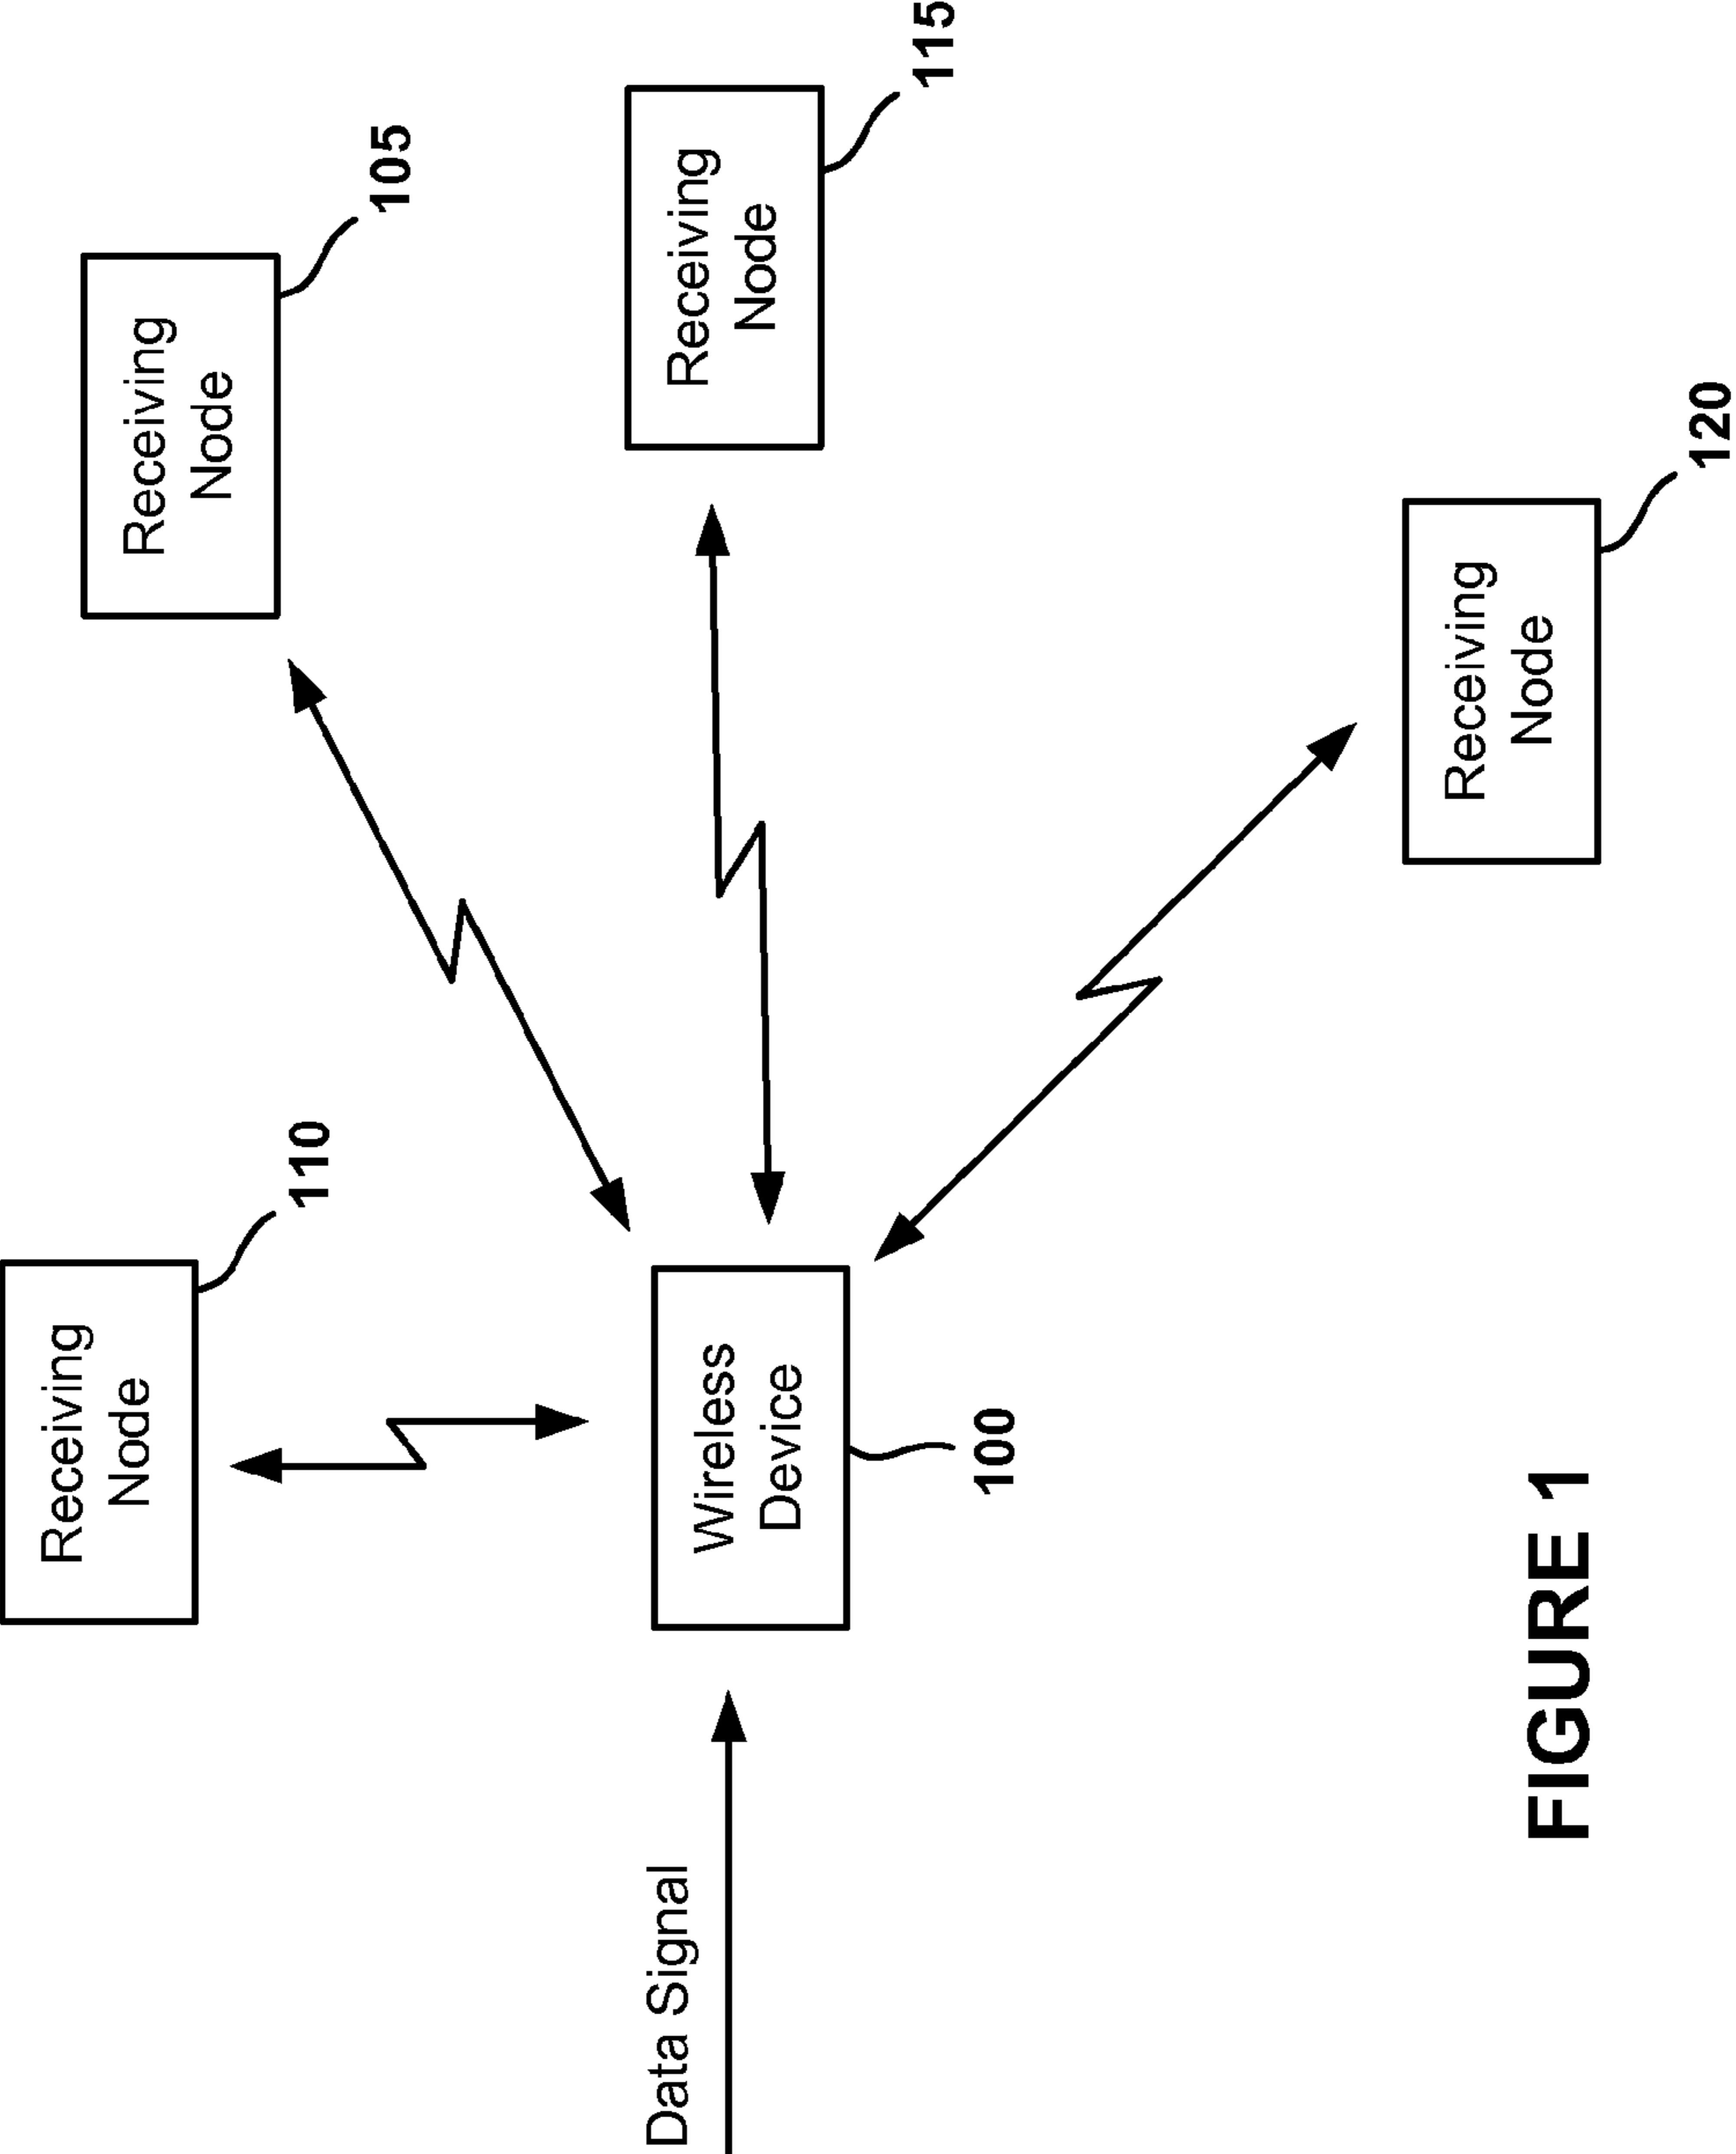 Receiving
Node
110
Receiving
Node
105
Data Signal
Wireless
Device
100
Receiving
Node
115
Receiving
Node
120
FIGURE 1